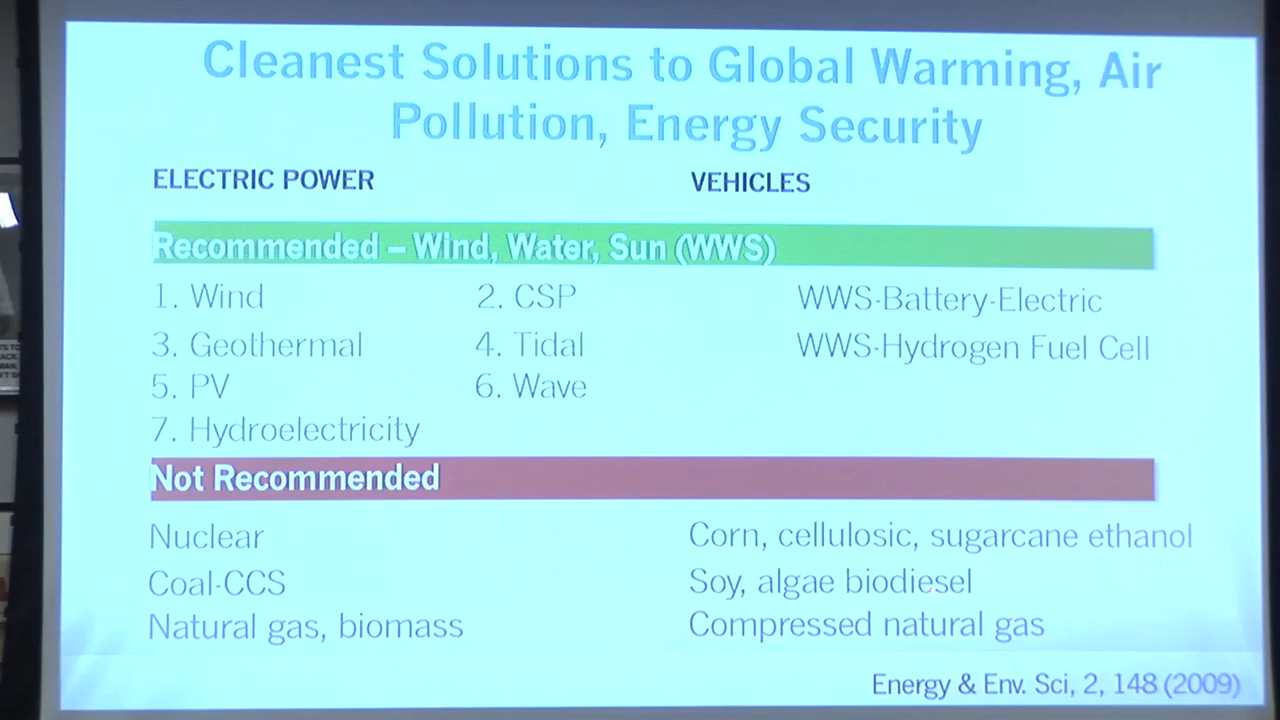 Cleanest Solutions to Global Warming, Air
Pollution, Energy Security
ELECTRIC POWER VEHICLES
Recommended – Wind, Water, Sun (WWS)
1. Wind 2. CSP WWS-Battery-Electric
3. Geothermal 4. Tidal WWS-Hydrogen Fuel Cell
5. PV 6. Wave
7. Hydroelectricity
Not Recommended
Nuclear Corn, cellulosic, sugarcane ethanol
Coal-CCS Soy, algae biodiesel
Natural gas, biomass Compressed natural gas
Energy & Env. Sci, 2, 148 (2009)